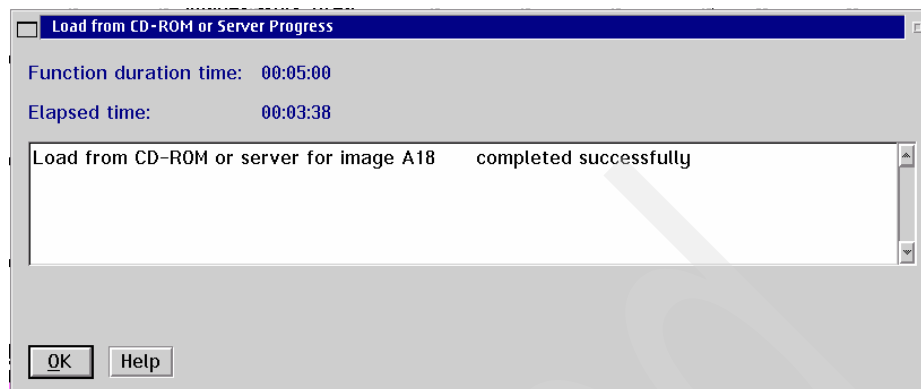 Load from CD-ROM or Server Progress
Function duration time: 00:05:00
Elapsed time: 00:03:38
Load from CD-ROM or server for image A18 completed successfully
OK Help